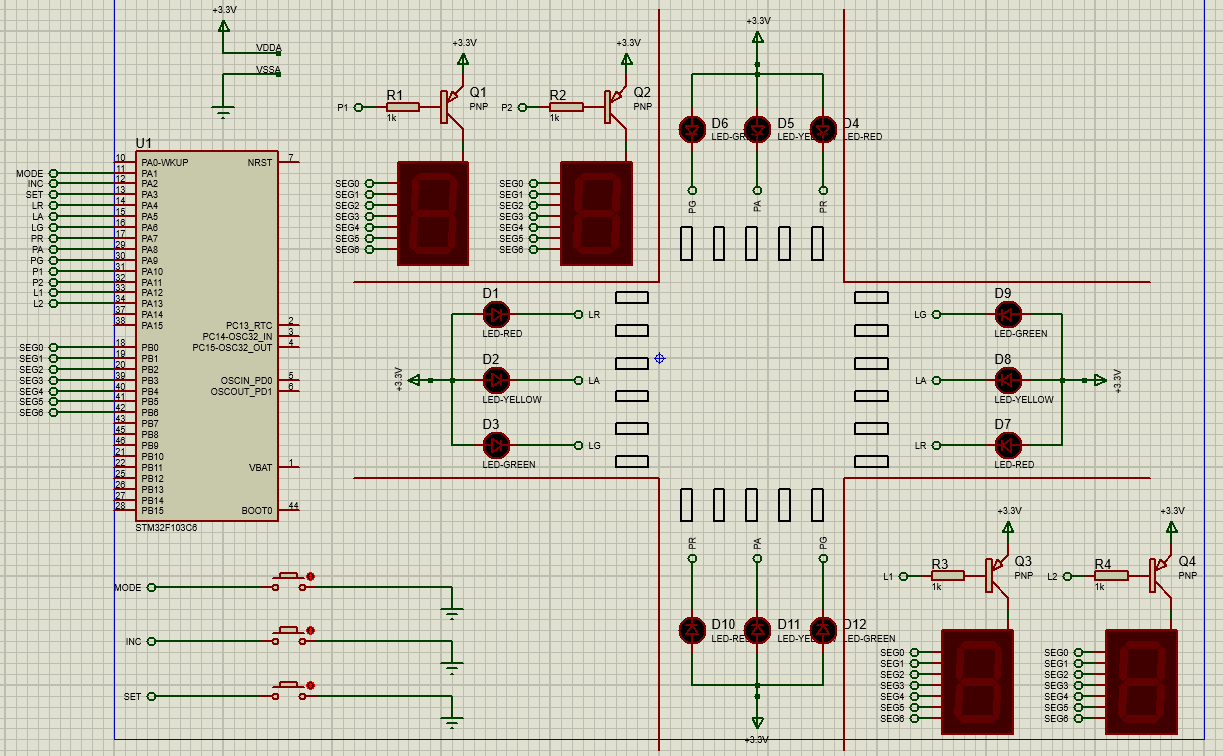 +3.3V
VDDA
VSSA
U1
10 PA0-WKUP NRST 7
MODE 11 PA1
INC 12 PA2
SET 13 PA3
LR 14 PA4
LA 15 PA5
LG 16 PA6
PR 17 PA7
PA 29 PA8
PG 30 PA9
P1 31 PA10
P2 32 PA11
L1 33 PA12
L2 34 PA13
37 PA14
38 PA15 PC13_RTC 2
PC14-OSC32_IN 3
SEG0 18 PB0 PC15-OSC32_OUT 4
SEG1 19 PB1
SEG2 20 PB2
SEG3 39 PB3 OSCIN_PD0 5
SEG4 40 PB4 OSCOUT_PD1 6
SEG5 41 PB5
SEG6 42 PB6
43 PB7
45 PB8
46 PB9
21 PB10
22 PB11 VBAT 1
25 PB12
26 PB13
27 PB14
28 PB15 BOOT0 44
STM32F103C6
+3.3V
P1
R1
1k
Q1
PNP
SEG0
SEG1
SEG2
SEG3
SEG4
SEG5
SEG6
+3.3V
P2
R2
1k
Q2
PNP
SEG0
SEG1
SEG2
SEG3
SEG4
SEG5
SEG6
+3.3V
D6
LED-GR
D5
LED-YE
D4
LED-RED
PG
PA
PR
D1
LED-RED
LR
D2
LED-YELLOW
LA
+3.3V
D3
LED-GREEN
LG
D9
LG
LED-GREEN
D8
LA
LED-YELLOW
+3.3V
D7
LR
LED-RED
PR
PA
PG
D10
LED-RE
D11
LED-YE
D12
LED-GREEN
+3.3V
MODE
INC
SET
+3.3V
L1
R3
1k
Q3
PNP
SEG0
SEG1
SEG2
SEG3
SEG4
SEG5
SEG6
+3.3V
L2
R4
1k
Q4
PNP
SEG0
SEG1
SEG2
SEG3
SEG4
SEG5
SEG6